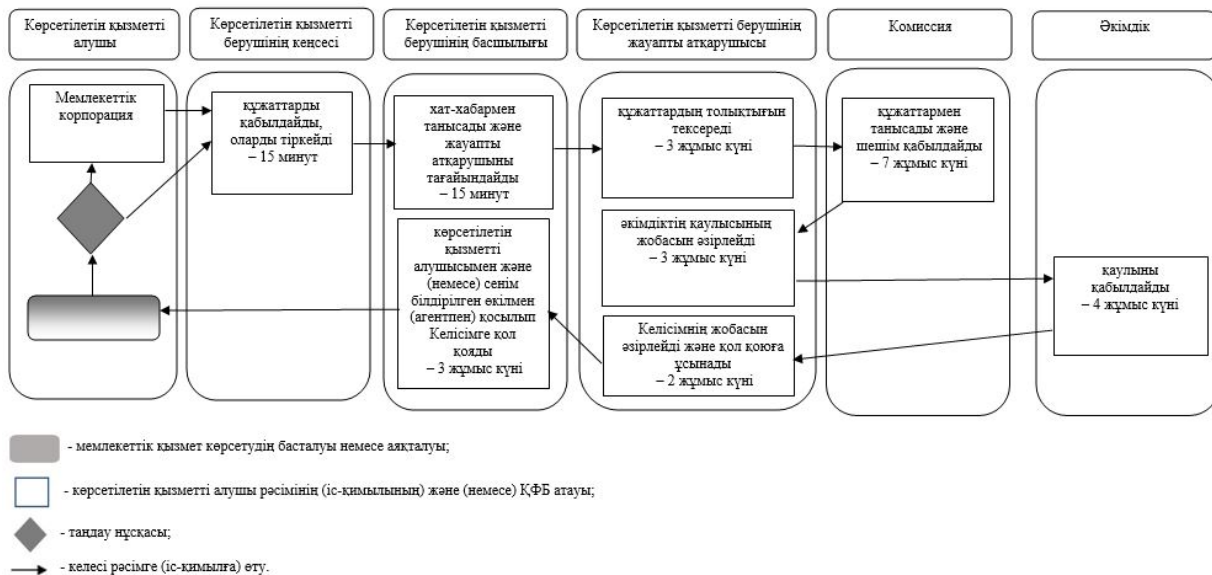 Көрсетілетін қызметті
алушы
Көрсетілетін қызметті
берушінің кеңсесі
Көрсетілетін қызметті
берушінің басшылығы
Көрсетілетін қызметті берушінің
жауапты атқарушысы
Комиссия
Әкімдік
Мемлекеттік
корпорация
құжаттарды
қабылдайды,
оларды тіркейді
– 15 минут
хат-хабармен
танысады және
жауапты
атқарушыны
тағайындайды
– 15 минут
құжаттардың толықтығын
тексереді
– 3 жұмыс күні
құжаттармен
танысады және
шешім қабылдайды
– 7 жұмыс күні
әкімдіктің қаулысының
жобасын әзірлейді
– 3 жұмыс күні
қаулыны
қабылдайды
– 4 жұмыс күні
Келісімнің жобасын
әзірлейді және қол қоюға
ұсынады
– 2 жұмыс күні
көрсетілетін
қызметті
алушысымен және
(немесе) сенім
білдірілген өкілмен
(агентпен) қосылып
Келісімге қол
қояды
– 3 жұмыс күні
- мемлекеттік қызмет көрсетудің басталуы немесе аяқталуы;
- көрсетілетін қызметті алушы рәсімінің (іс-қимылының) және (немесе) ҚФБ атауы;
- таңдау нұсқасы;
- келесі рәсімге (іс-қимылға) өту.